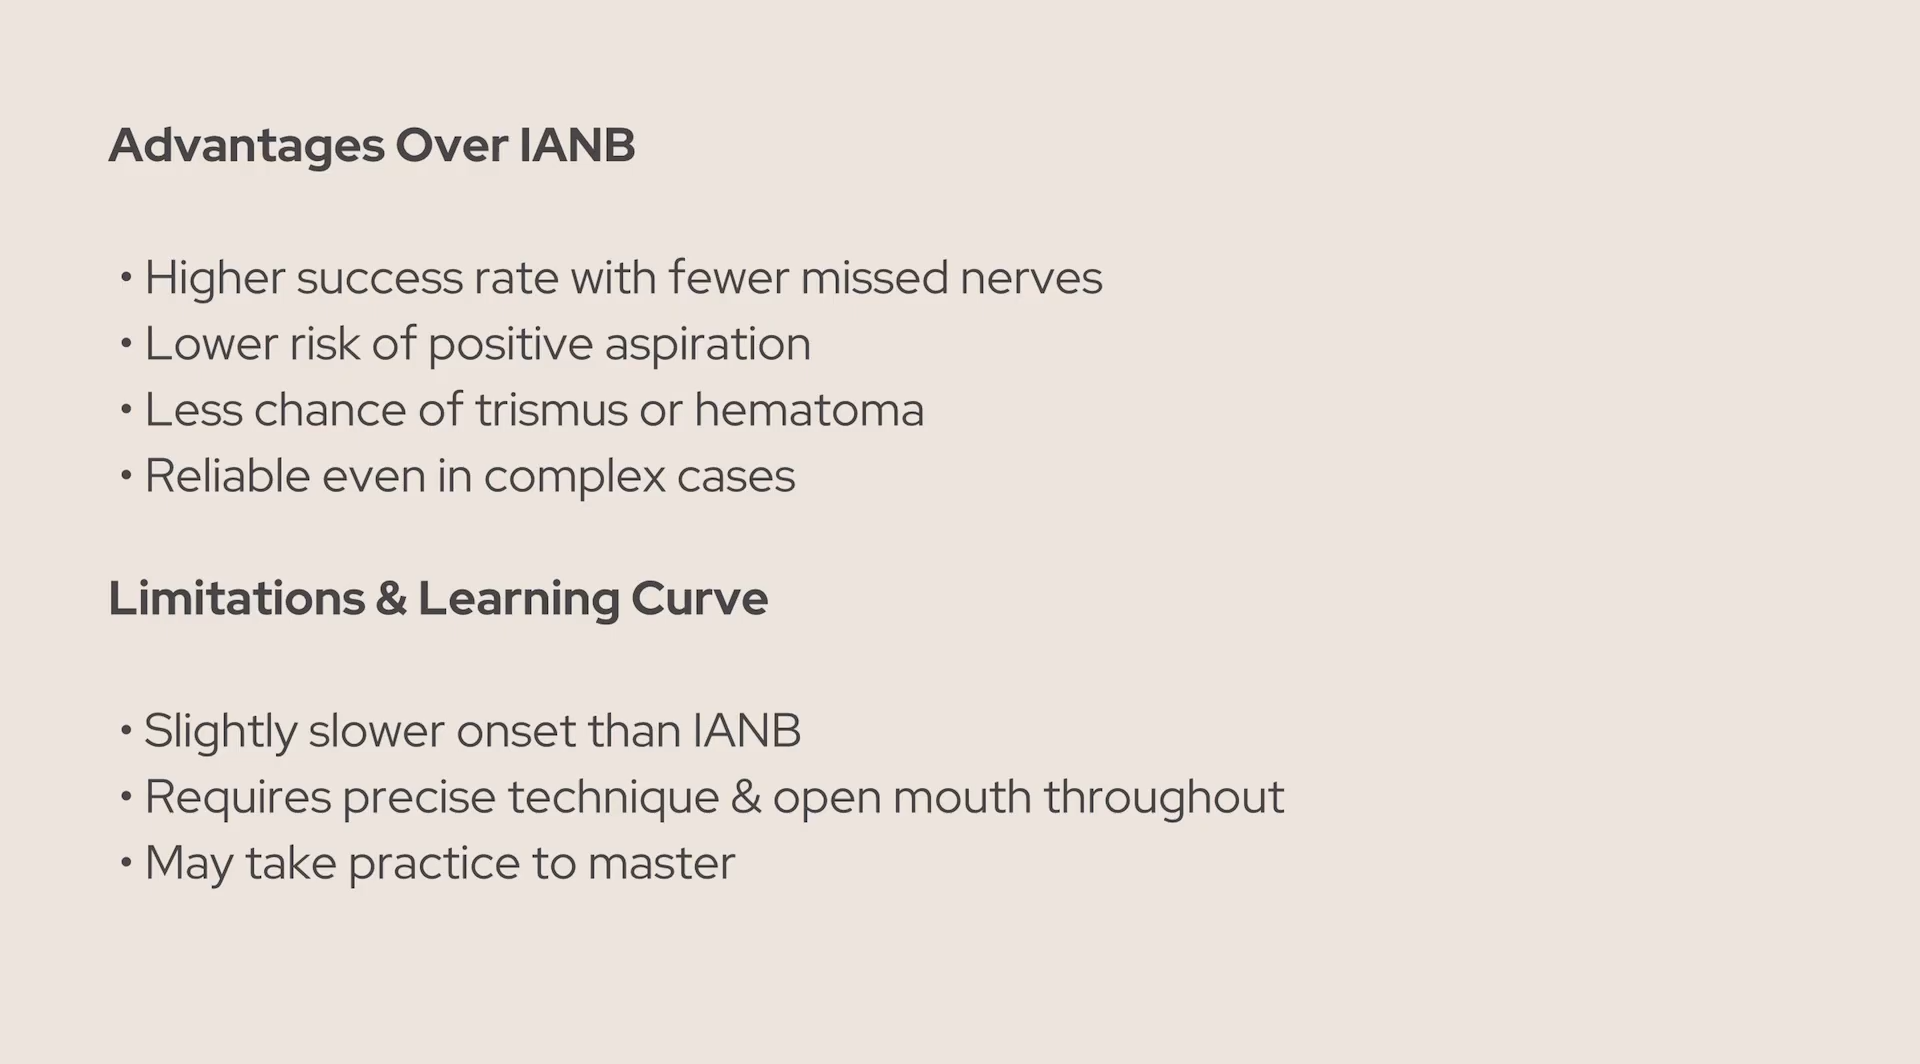 Advantages Over IANB
• Higher success rate with fewer missed nerves
• Lower risk of positive aspiration
• Less chance of trismus or hematoma
• Reliable even in complex cases
Limitations & Learning Curve
• Slightly slower onset than IANB
• Requires precise technique & open mouth throughout
• May take practice to master